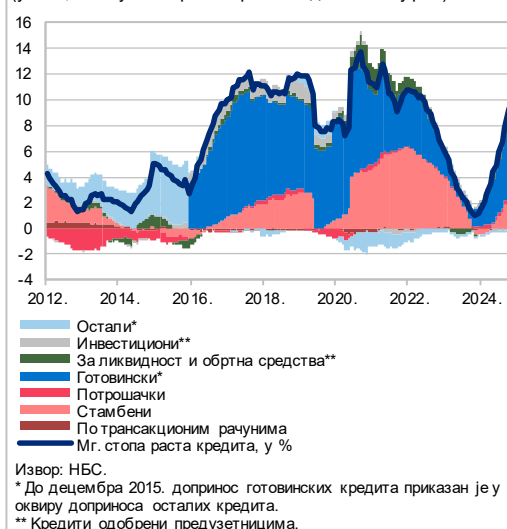 16
14
12
10
8
6
4
2
0
-2
-4
2012. 2014. 2016. 2018. 2020. 2022. 2024.
Остали*
Инвестициони**
За ликвидност и обртна средства**
Готовински*
Потрошачки
Стамбени
По трансакционим рачунима
Мг. стопа раста кредита, у %
Извор: НБС.
* До децембра 2015. допринос готовинских кредита приказан је у
оквиру доприноса осталих кредита.
** Кредити одобрени предузетницима.